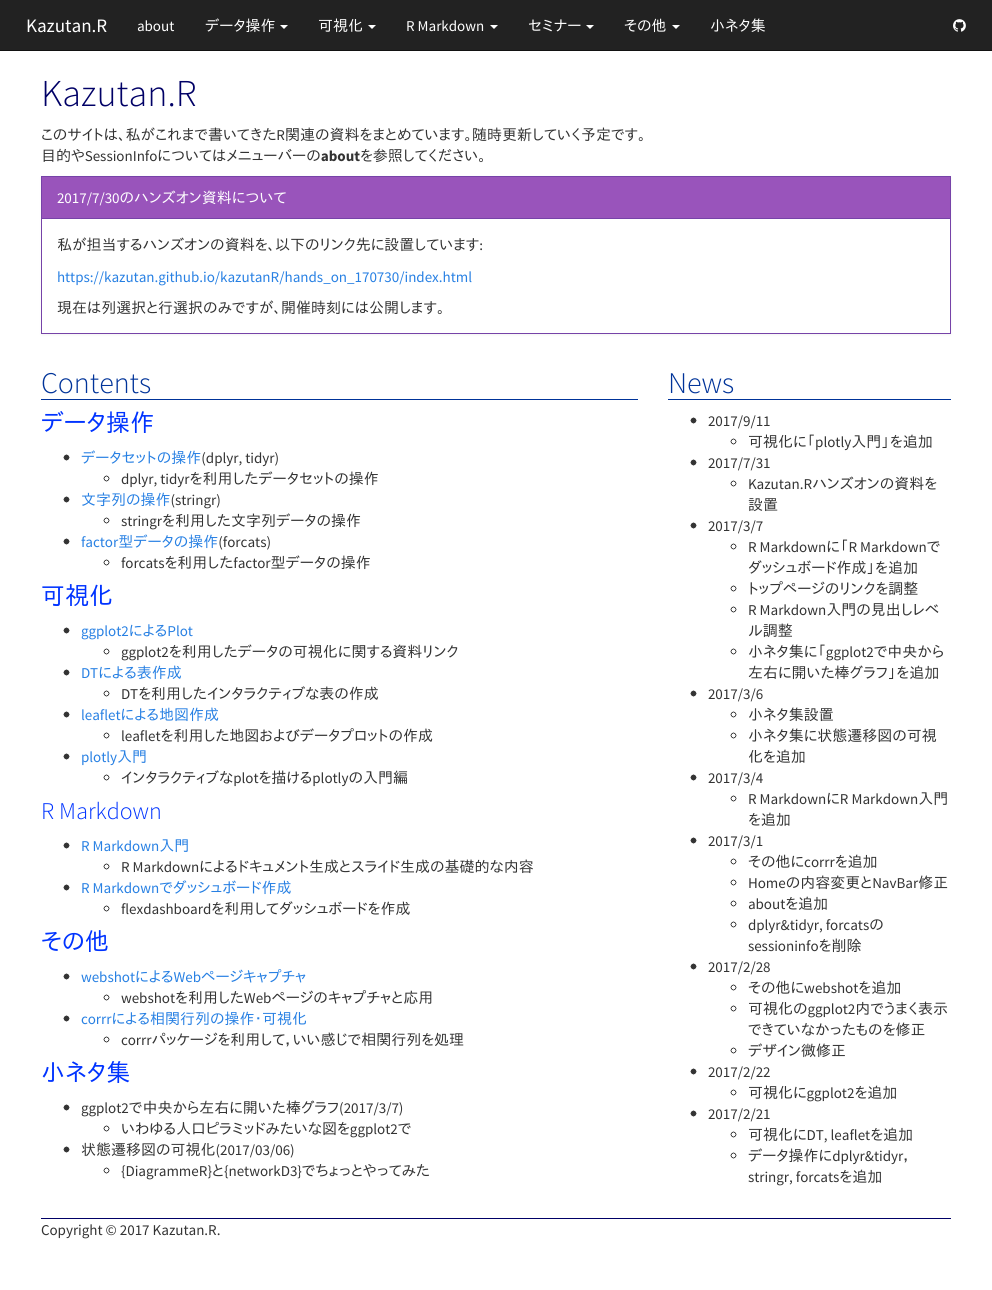 Kazutan.R about データ操作 可視化 R Markdown セミナー その他 小ネタ集
Kazutan.R
このサイトは、私がこれまで書いてきたR関連の資料をまとめています。随時更新していく予定です。
目的やSessionInfoについてはメニューバーのaboutを参照してください。
2017/7/30のハンズオン資料について
私が担当するハンズオンの資料を、以下のリンク先に設置しています:
https://kazutan.github.io/kazutanR/hands_on_170730/index.html
現在は列選択と行選択のみですが、開催時刻には公開します。
Contents
データ操作
データセットの操作(dplyr, tidyr)
dplyr, tidyrを利用したデータセットの操作
文字列の操作(stringr)
stringrを利用した文字列データの操作
factor型データの操作(forcats)
forcatsを利用したfactor型データの操作
可視化
ggplot2によるPlot
ggplot2を利用したデータの可視化に関する資料リンク
DTによる表作成
DTを利用したインタラクティブな表の作成
leafletによる地図作成
leafletを利用した地図およびデータプロットの作成
plotly入門
インタラクティブなplotを描けるplotlyの入門編
R Markdown
R Markdown入門
R Markdownによるドキュメント生成とスライド生成の基礎的な内容
R Markdownでダッシュボード作成
flexdashboardを利用してダッシュボードを作成
その他
webshotによるWebページキャプチャ
webshotを利用したWebページのキャプチャと応用
corrrによる相関行列の操作・可視化
corrrパッケージを利用して，いい感じで相関行列を処理
小ネタ集
ggplot2で中央から左右に開いた棒グラフ(2017/3/7)
いわゆる人口ピラミッドみたいな図をggplot2で
状態遷移図の可視化(2017/03/06)
{DiagrammeR}と{networkD3}でちょっとやってみた
News
2017/9/11
可視化に「plotly入門」を追加
2017/7/31
Kazutan.Rハンズオンの資料を
設置
2017/3/7
R Markdownに「R Markdownで
ダッシュボード作成」を追加
トップページのリンクを調整
R Markdown入門の見出しレベ
ル調整
小ネタ集に「ggplot2で中央から
左右に開いた棒グラフ」を追加
2017/3/6
小ネタ集設置
小ネタ集に状態遷移図の可視
化を追加
2017/3/4
R MarkdownにR Markdown入門
を追加
2017/3/1
その他にcorrrを追加
Homeの内容変更とNavBar修正
aboutを追加
dplyr&tidyr, forcatsの
sessioninfoを削除
2017/2/28
その他にwebshotを追加
可視化のggplot2内でうまく表示
できていなかったものを修正
デザイン微修正
2017/2/22
可視化にggplot2を追加
2017/2/21
可視化にDT, leafletを追加
データ操作にdplyr&tidyr，
stringr, forcatsを追加
Copyright © 2017 Kazutan.R.